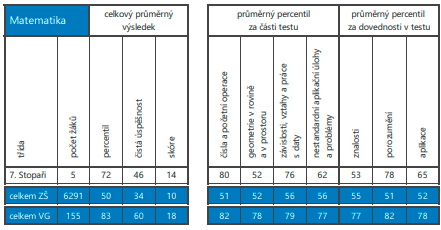 Matematika
celkový průměrný
výsledek
průměrný percentil
za části testu
průměrný percentil
za dovednosti v testu
třída
počet žáků
percentil
čistá úspěšnost
skóre
čísla a početní operace
geometrie v rovině
a v prostoru
závislosti, vztahy a práce
s daty
nestandardní aplikační úlohy
a problémy
znalosti
porozumění
aplikace
7. Stopaři 5 72 46 14 80 52 76 62 53 78 65
celkem ZŠ 6291 50 34 10 51 52 56 56 55 51 52
celkem VG 155 83 60 18 82 78 79 77 77 82 78